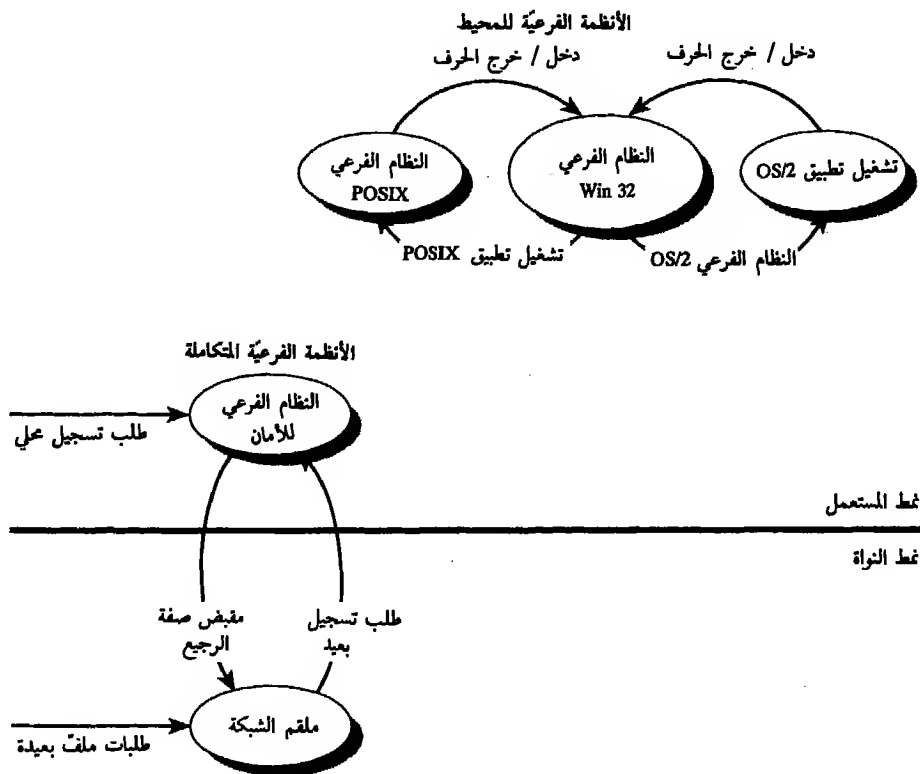 الأنظمة الفرعيّة للمحيط
دخل / خرج الحرف
دخل / خرج الحرف
النظام الفرعي
POSIX
النظام الفرعي
Win 32
تشغيل تطبيق OS/2
تشغيل تطبيق POSIX
النظام الفرعي OS/2
الأنظمة الفرعيّة المتكاملة
النظام الفرعي
للأمان
طلب تسجيل محلي
نمط المستعمل
نمط النواة
مقبض صفة
الرجيع
طلب تسجيل
بعيد
ملقم الشبكة
طلبات ملفّ بعيدة